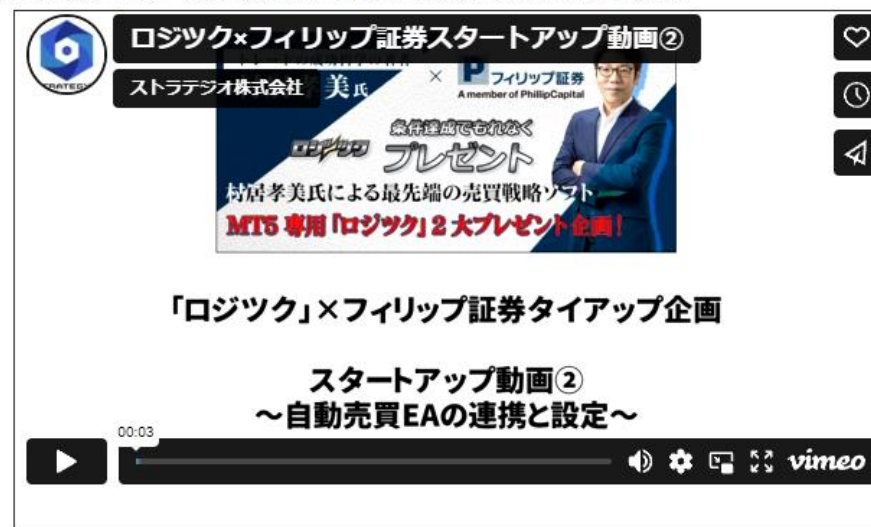 ロジツク×フィリップ証券スタートアップ動画②
ストラテジオ株式会社
美氏
×
フィリップ証券
A member of PhillipCapital
ロジツク
条件達成でもれなく
プレゼント
村居孝美氏による最先端の売買戦略ソフト
MT5 専用「ロジツク」2大プレゼント企画!
「ロジツク」×フィリップ証券タイアップ企画
スタートアップ動画②
~自動売買EAの連携と設定~
00:03
vimeo